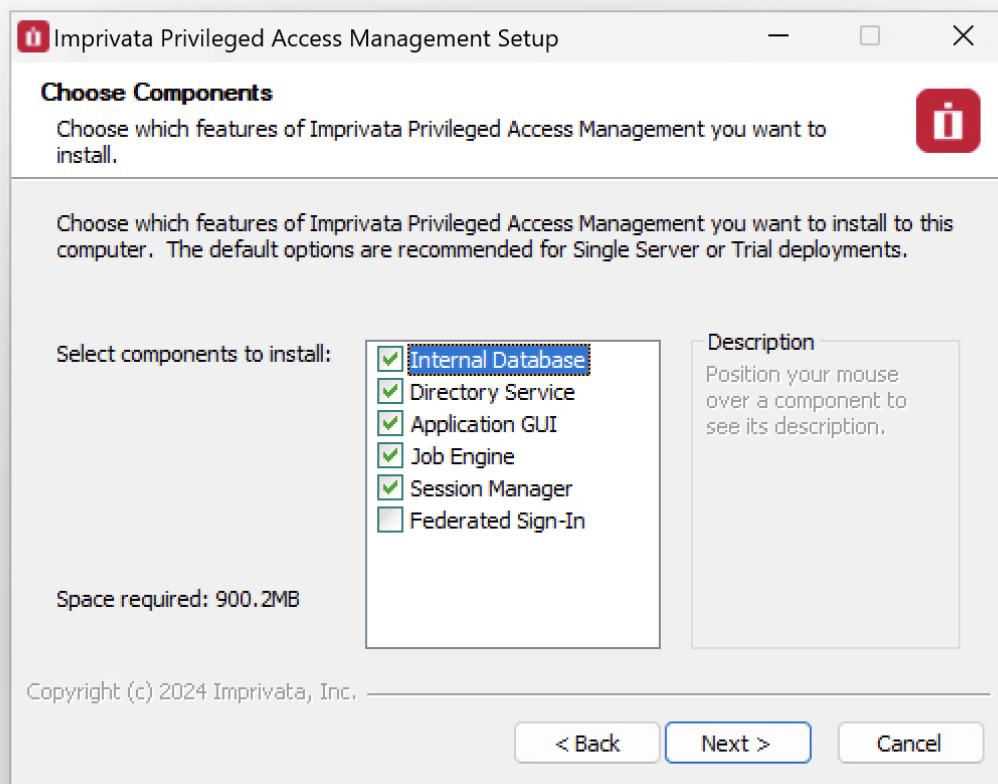 Imprivata Privileged Access Management Setup
Choose Components
Choose which features of Imprivata Privileged Access Management you want to
install.
Choose which features of Imprivata Privileged Access Management you want to install to this
computer.  The default options are recommended for Single Server or Trial deployments.
Select components to install:
Internal Database
Directory Service
Application GUI
Job Engine
Session Manager
Federated Sign-In
Description
Position your mouse
over a component to
see its description.
Space required: 900.2MB
Copyright (c) 2024 Imprivata, Inc.
< Back
Next >
Cancel